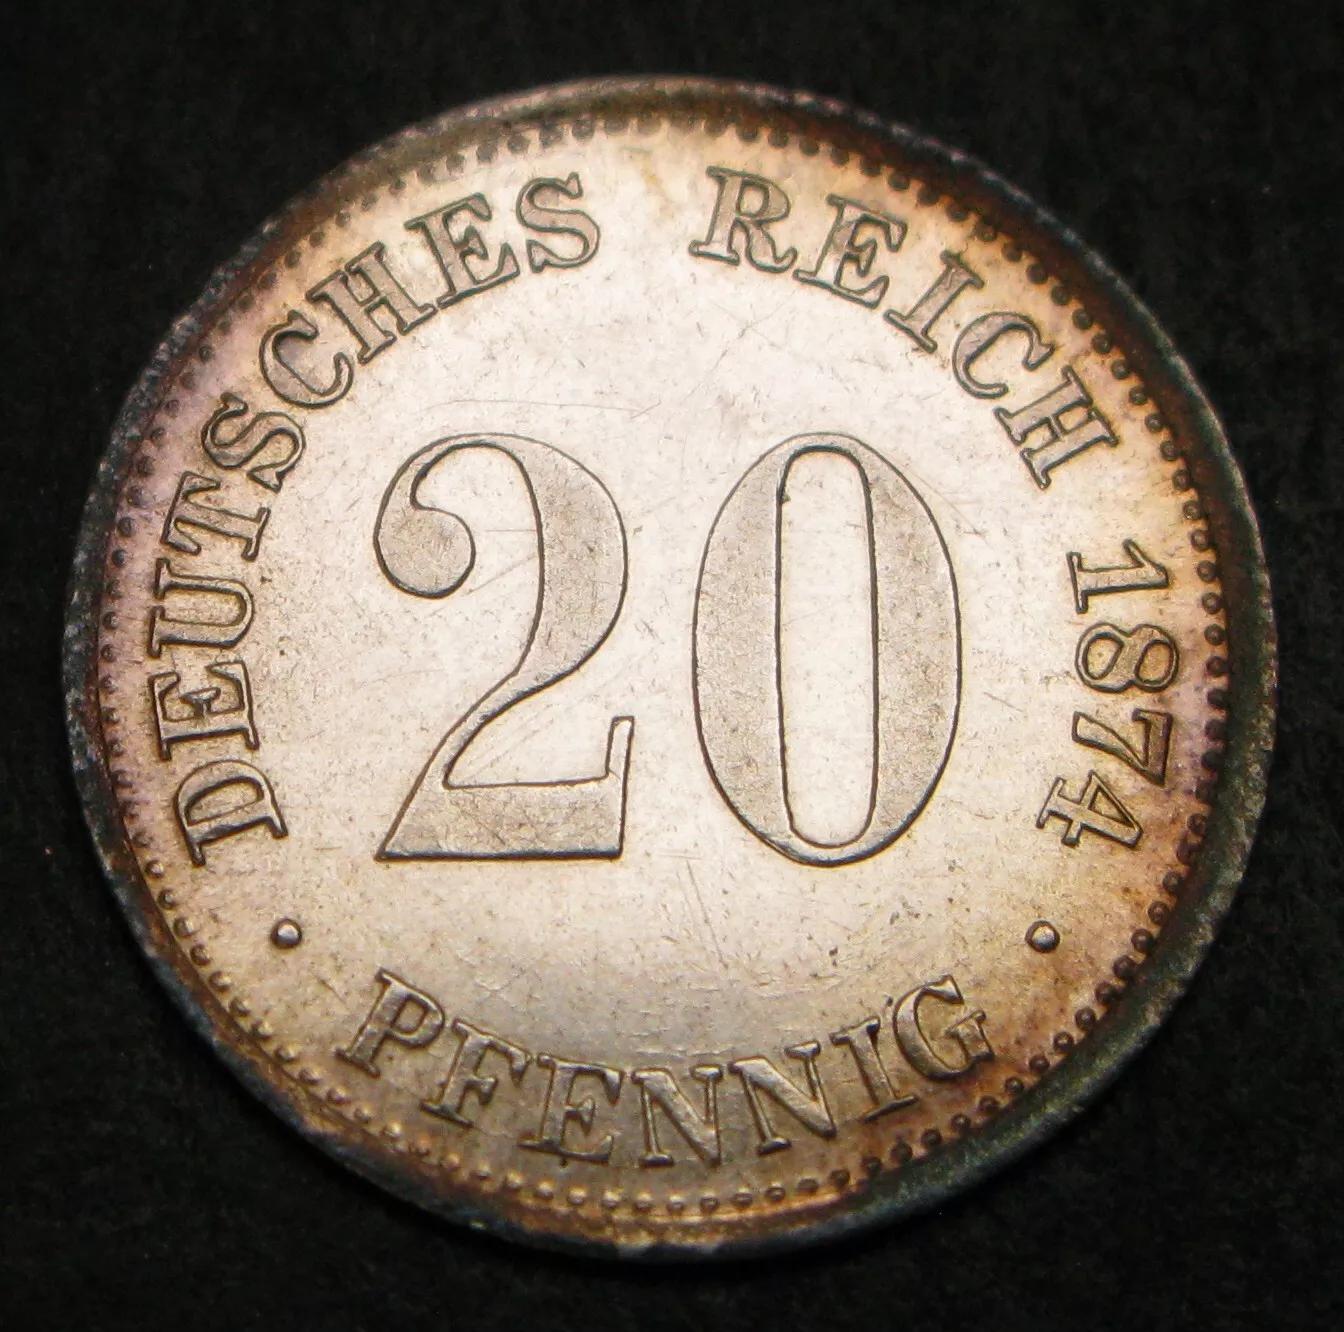 DEUTSCHES REICH 1874
20
· PFENNIG ·